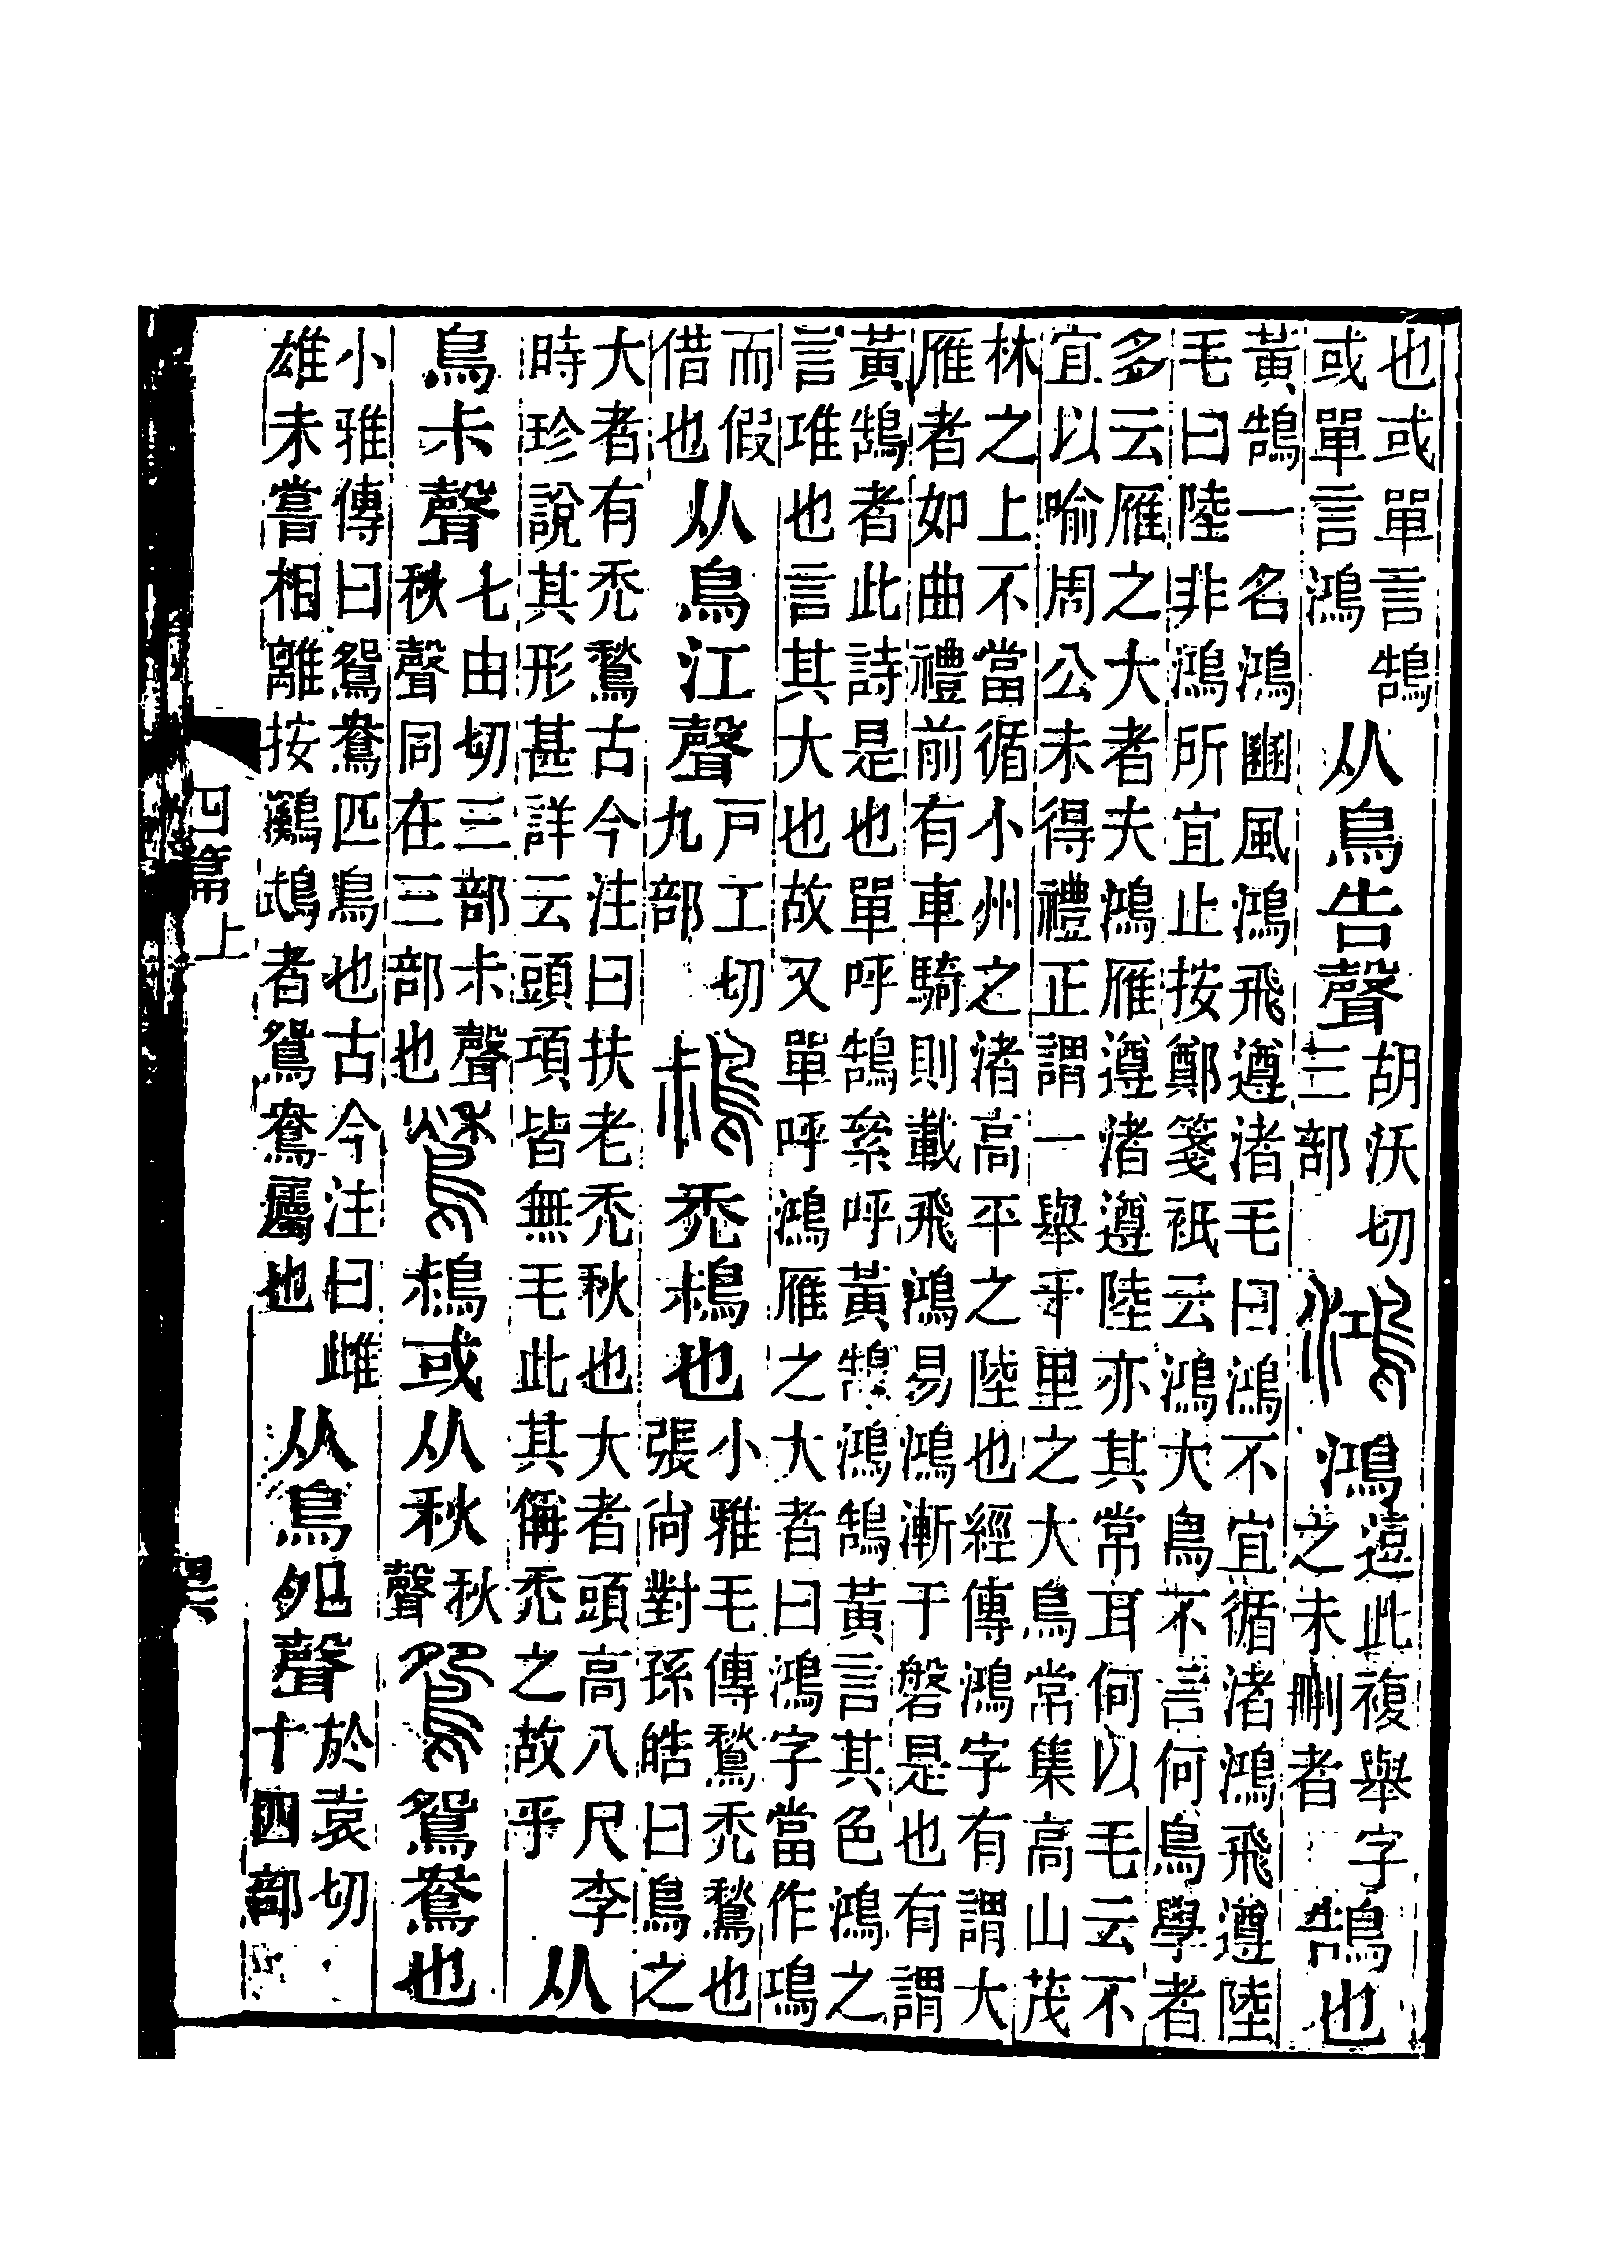 也或單言鵠
或單言鴻
从鳥告聲
胡沃切
三部
鴻
鴻
遠此複舉字
之未刪者
鵠也
黃鵠一名鴻豳風鴻飛遵渚毛曰鴻不宜循渚鴻飛遵陸
毛曰陸非鴻所宜止按鄭箋祇云鴻大鳥不言何鳥學者
多云雁之大者夫鴻雁遵渚遵陸亦其常耳何以毛云不
宜以喻周公未得禮正謂一舉千里之大鳥常集高山茂
林之上不當循小州之渚高平之陸也經傳鴻字有謂大
雁者如曲禮前有車騎則載飛鴻易鴻漸于磐是也有謂
黃鵠者此詩是也單呼鵠絫呼黃鵠鴻鵠黃言其色鴻之
言𨾊也言其大也故又單呼鴻雁之大者曰鴻字當作鳿
而假
借也
从鳥江聲
戶工切
九部
𪁩
禿𪁩也
小雅毛傳鶖禿鶖也
張尙對孫皓曰鳥之
大者有禿鶖古今注曰扶老禿秋也大者頭高八尺李
時珍說其形甚詳云頭項皆無毛此其偁禿之故乎
从
鳥尗聲
七由切三部尗聲
秋聲同在三部也
鶖
𪁩或从秋
秋
聲
鴛
鴛鴦也
小雅傳曰鴛鴦匹鳥也古今注曰雌
雄未嘗相離按鸂鵡者鴛鴦屬也
从鳥夗聲
於袁切
十四部
四篇上